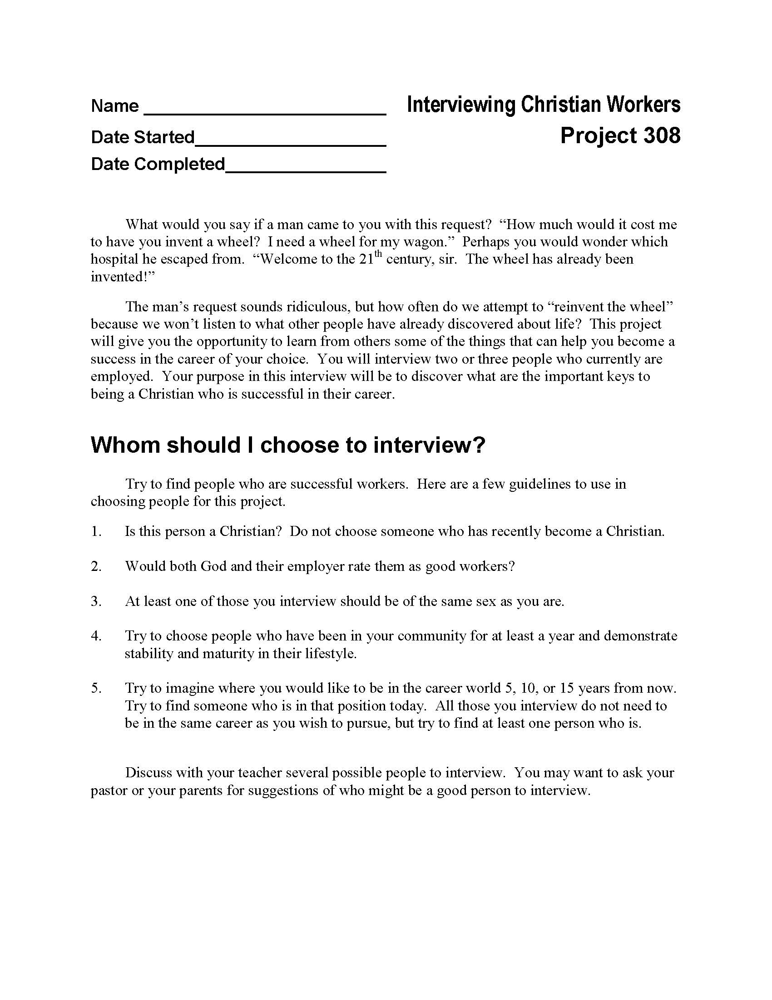 Name
Interviewing Christian Workers
Date Started
Project 308
Date Completed
What would you say if a man came to you with this request?  “How much would it cost me
to have you invent a wheel?  I need a wheel for my wagon.”  Perhaps you would wonder which
hospital he escaped from.  “Welcome to the 21th century, sir.  The wheel has already been
invented!”
The man’s request sounds ridiculous, but how often do we attempt to “reinvent the wheel”
because we won’t listen to what other people have already discovered about life?  This project
will give you the opportunity to learn from others some of the things that can help you become a
success in the career of your choice.  You will interview two or three people who currently are
employed.  Your purpose in this interview will be to discover what are the important keys to
being a Christian who is successful in their career.
Whom should I choose to interview?
Try to find people who are successful workers.  Here are a few guidelines to use in
choosing people for this project.
1. Is this person a Christian?  Do not choose someone who has recently become a Christian.
2. Would both God and their employer rate them as good workers?
3. At least one of those you interview should be of the same sex as you are.
4. Try to choose people who have been in your community for at least a year and demonstrate
stability and maturity in their lifestyle.
5. Try to imagine where you would like to be in the career world 5, 10, or 15 years from now.
Try to find someone who is in that position today.  All those you interview do not need to
be in the same career as you wish to pursue, but try to find at least one person who is.
Discuss with your teacher several possible people to interview.  You may want to ask your
pastor or your parents for suggestions of who might be a good person to interview.